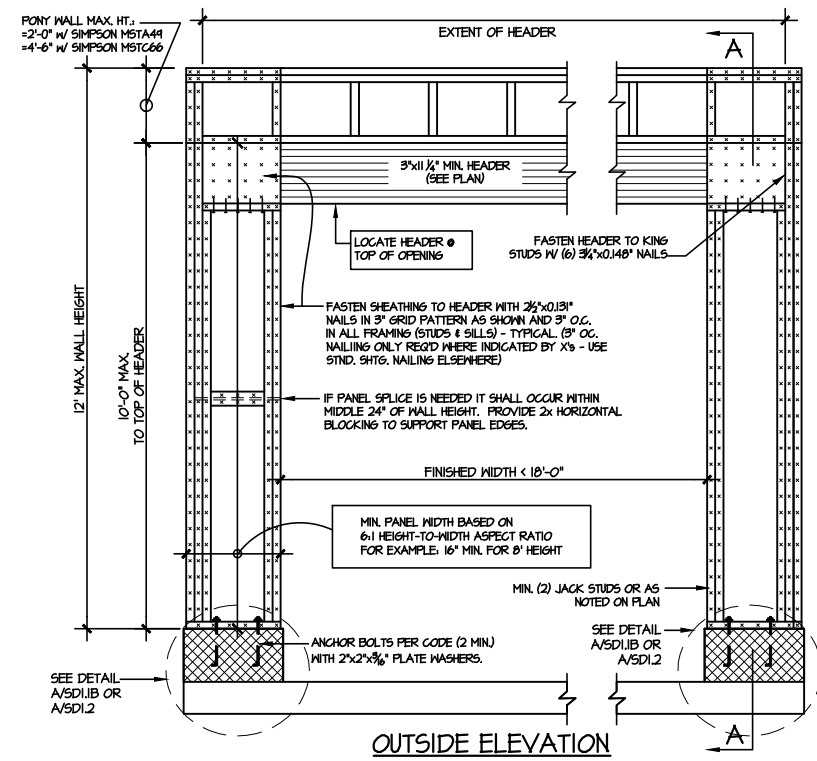 PONY WALL MAX. HT.:
=2'-0" w/ SIMPSON MSTA49
=4'-6" w/ SIMPSON MSTC66
EXTENT OF HEADER
A
3"x11 1/4" MIN. HEADER
(SEE PLAN)
LOCATE HEADER @
TOP OF OPENING
FASTEN HEADER TO KING
STUDS W/ (6) 3 1/4"x0.148" NAILS
12' MAX. WALL HEIGHT
10'-0" MAX.
TO TOP OF HEADER
FASTEN SHEATHING TO HEADER WITH 2 1/2"x0.131"
NAILS IN 3" GRID PATTERN AS SHOWN AND 3" O.C.
IN ALL FRAMING (STUDS & SILLS) - TYPICAL. (3" OC.
NAILIING ONLY REQ'D WHERE INDICATED BY X's - USE
STND. SHTG. NAILING ELSEWHERE)
IF PANEL SPLICE IS NEEDED IT SHALL OCCUR WITHIN
MIDDLE 24" OF WALL HEIGHT. PROVIDE 2x HORIZONTAL
BLOCKING TO SUPPORT PANEL EDGES.
FINISHED WIDTH < 18'-0"
MIN. PANEL WIDTH BASED ON
6:1 HEIGHT-TO-WIDTH ASPECT RATIO
FOR EXAMPLE: 16" MIN. FOR 8' HEIGHT
MIN. (2) JACK STUDS OR AS
NOTED ON PLAN
SEE DETAIL
A/SD1.1B OR
A/SD1.2
ANCHOR BOLTS PER CODE (2 MIN.)
WITH 2"x2"x3/16" PLATE WASHERS.
SEE DETAIL
A/SD1.1B OR
A/SD1.2
A
OUTSIDE ELEVATION